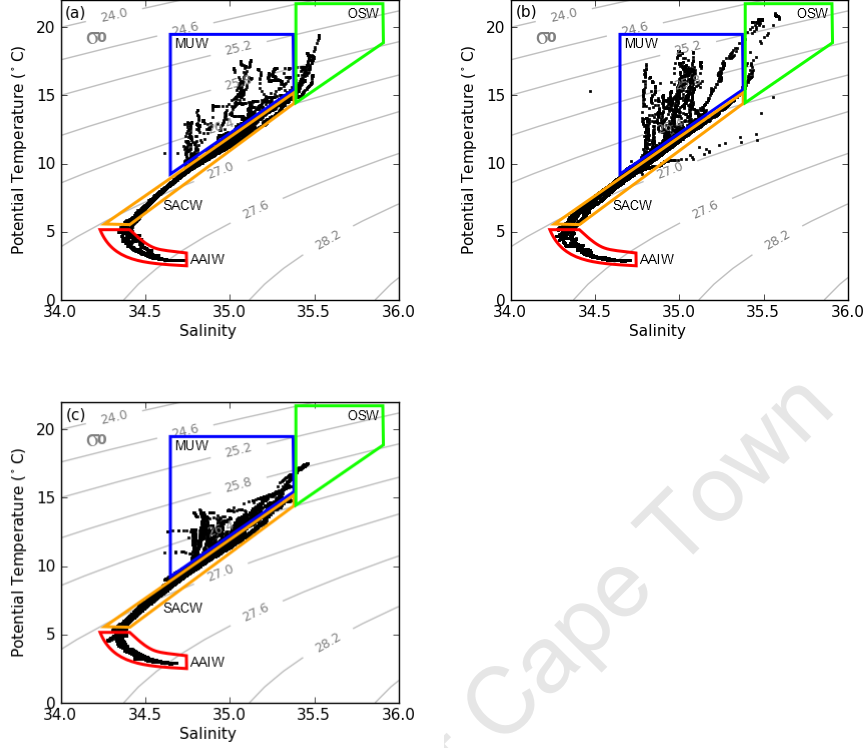 (a)
24.0
24.6
25.2
OSW
σ0
MUW
27.0
SACW
27.6
28.2
AAIW
20
15
10
5
0
34.0 34.5 35.0 35.5 36.0
Salinity
Potential Temperature (°C)
(b)
OSW
σ0
MUW
25.2
27.0
SACW
27.6
28.2
AAIW
20
15
10
5
0
34.0 34.5 35.0 35.5 36.0
Salinity
Potential Temperature (°C)
(c)
24.0
24.6
25.2
25.8
OSW
σ0
MUW
27.0
SACW
27.6
28.2
AAIW
20
15
10
5
0
34.0 34.5 35.0 35.5 36.0
Salinity
Potential Temperature (°C)
Cape Town